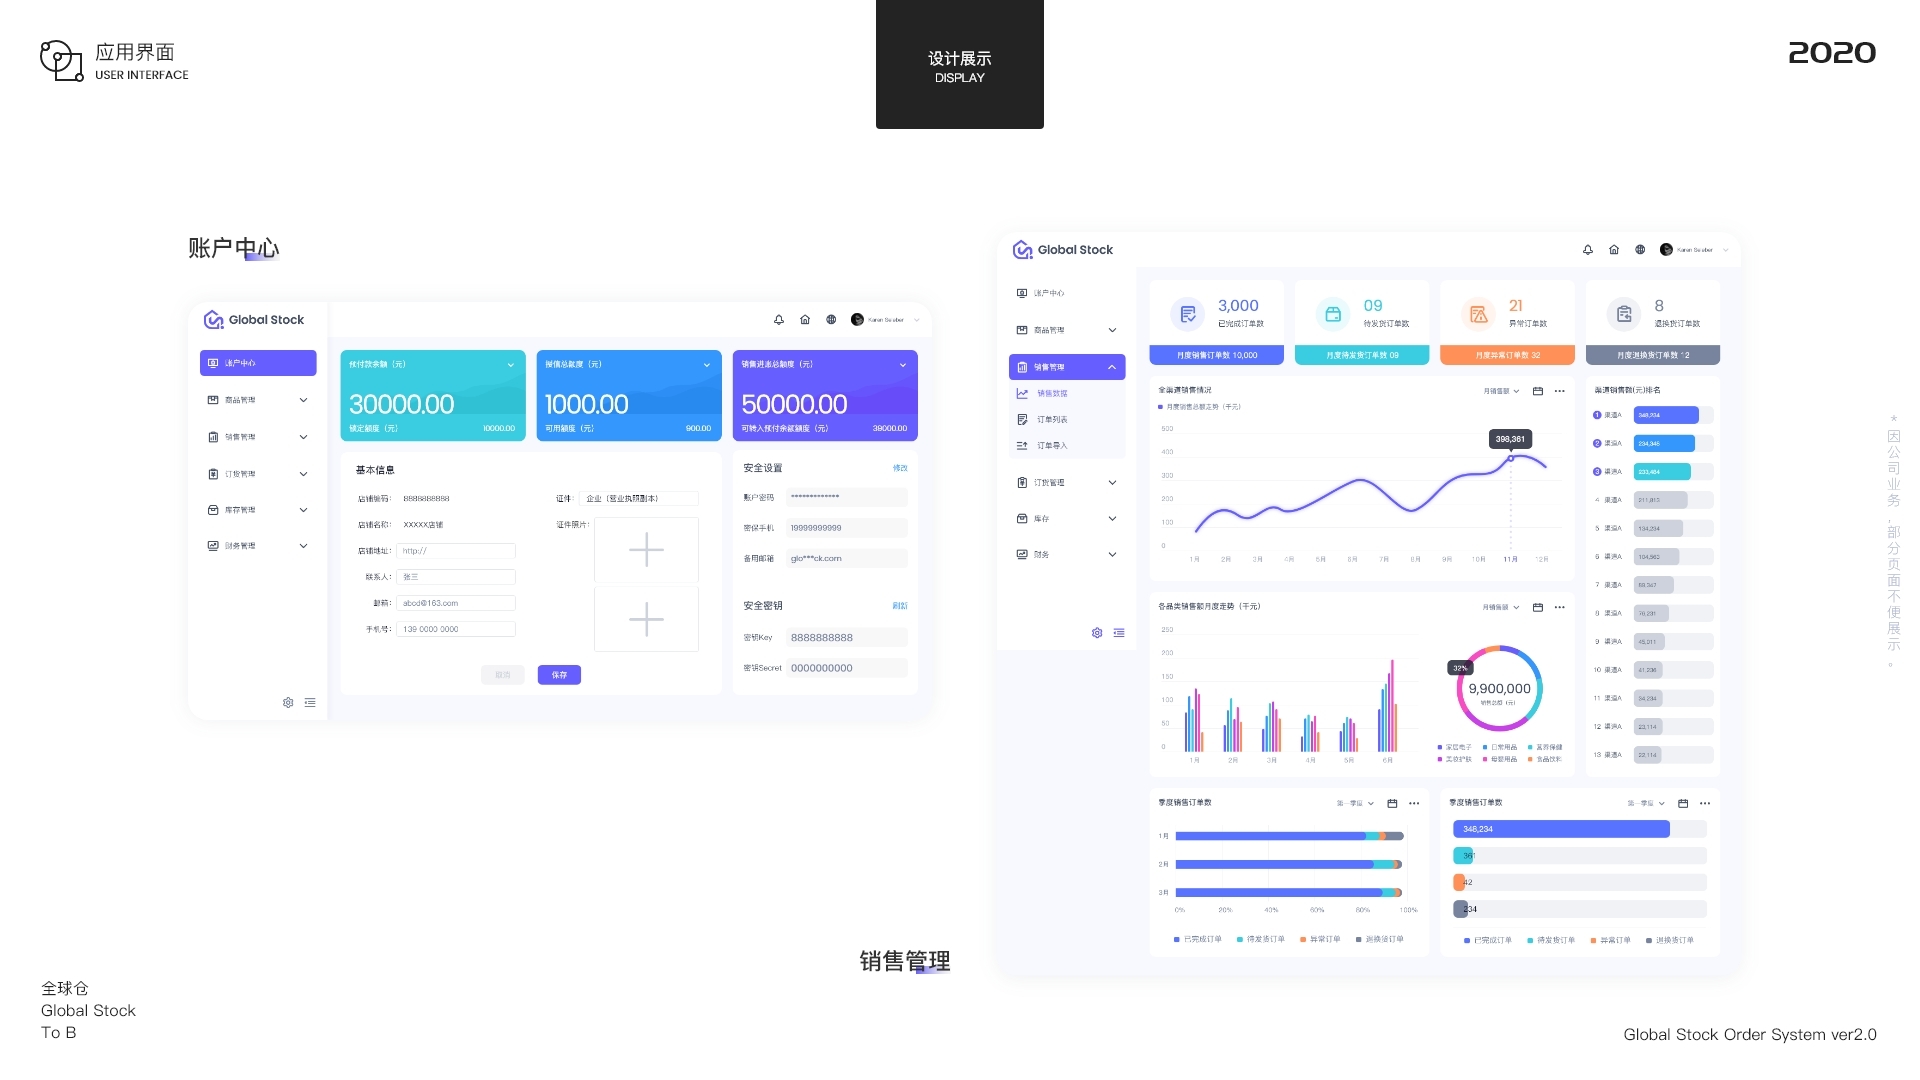 应用界面
USER INTERFACE
设计展示
DISPLAY
2020
账户中心
Global Stock
Karen Seleber
账户中心
商品管理
销售管理
订货管理
库存管理
财务管理
预付款余额（元）
30000.00
锁定额度（元） 10000.00
授信总额度（元）
1000.00
可用额度（元） 900.00
销售进账总额度（元）
50000.00
可转入预付余额额度（元） 39000.00
基本信息
店铺编码： 8888888888
店铺名称： XXXXX店铺
店铺地址： http://
联系人： 张三
邮箱： abcd@163.com
手机号： 139 0000 0000
证件： 企业（营业执照副本）
证件照片：
取消
保存
安全设置 修改
账户密码 *************
密保手机 19999999999
备用邮箱 glo***ck.com
安全密钥 刷新
密钥Key 8888888888
密钥Secret 0000000000
销售管理
Global Stock
Karen Seleber
账户中心
商品管理
销售管理
销售数据
订单列表
订单导入
订货管理
库存
财务
3,000
已完成订单数
月度销售订单数 10,000
09
待发货订单数
月度待发货订单数 09
21
异常订单数
月度异常订单数 32
8
退换货订单数
月度退换货订单数 12
全渠道销售情况
月销售额
月度销售总额走势（千元）
500
400
300
200
100
0
398,361
1月 2月 2月 4月 5月 6月 7月 8月 9月 10月 11月 12月
渠道销售额(元)排名
1 渠道A 348,234
2 渠道A 234,346
3 渠道A 233,464
4 渠道A 211,813
5 渠道A 134,234
6 渠道A 104,562
7 渠道A
8 渠道A 76,231
9 渠道A 45,011
10 渠道A 41,236
11 渠道A 34,234
12 渠道A 23,114
13 渠道A 22,114
各品类销售额月度走势（千元）
月销售额
250
200
150
100
50
0
1月 2月 3月 4月 5月 6月
32%
9,900,000
销售总额（元）
家居电子 日常用品 营养保健
美妆护肤 母婴用品 食品饮料
季度销售订单数
第一季度
1月
2月
3月
0% 20% 40% 60% 80% 100%
已完成订单 待发货订单 异常订单 退换货订单
季度销售订单数
第一季度
348,234
361
42
234
已完成订单 待发货订单 异常订单 退换货订单
*因公司业务，部分页面不便展示。
全球仓
Global Stock
To B
Global Stock Order System ver2.0